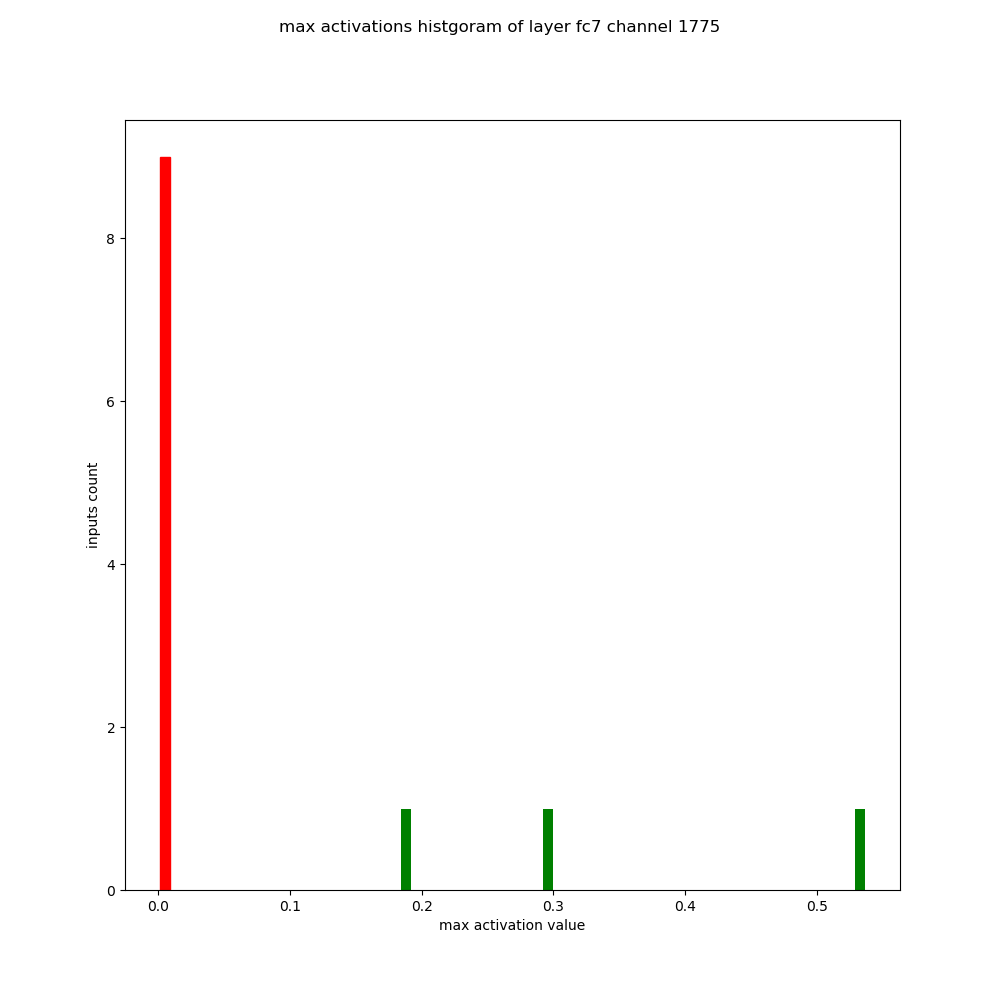 max activations histgoram of layer fc7 channel 1775
8
6
4
2
0
inputs count
0.0 0.1 0.2 0.3 0.4 0.5
max activation value